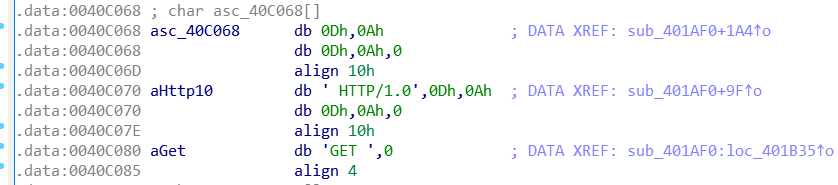 .data:0040C068 ; char asc_40C068[]
.data:0040C068 asc_40C068 db 0Dh,0Ah ; DATA XREF: sub_401AF0+1A4↑o
.data:0040C068 db 0Dh,0Ah,0
.data:0040C06D align 10h
.data:0040C070 aHttp10 db ' HTTP/1.0',0Dh,0Ah ; DATA XREF: sub_401AF0+9F↑o
.data:0040C070 db 0Dh,0Ah,0
.data:0040C07E align 10h
.data:0040C080 aGet db 'GET ',0 ; DATA XREF: sub_401AF0:loc_401B35↑o
.data:0040C085 align 4